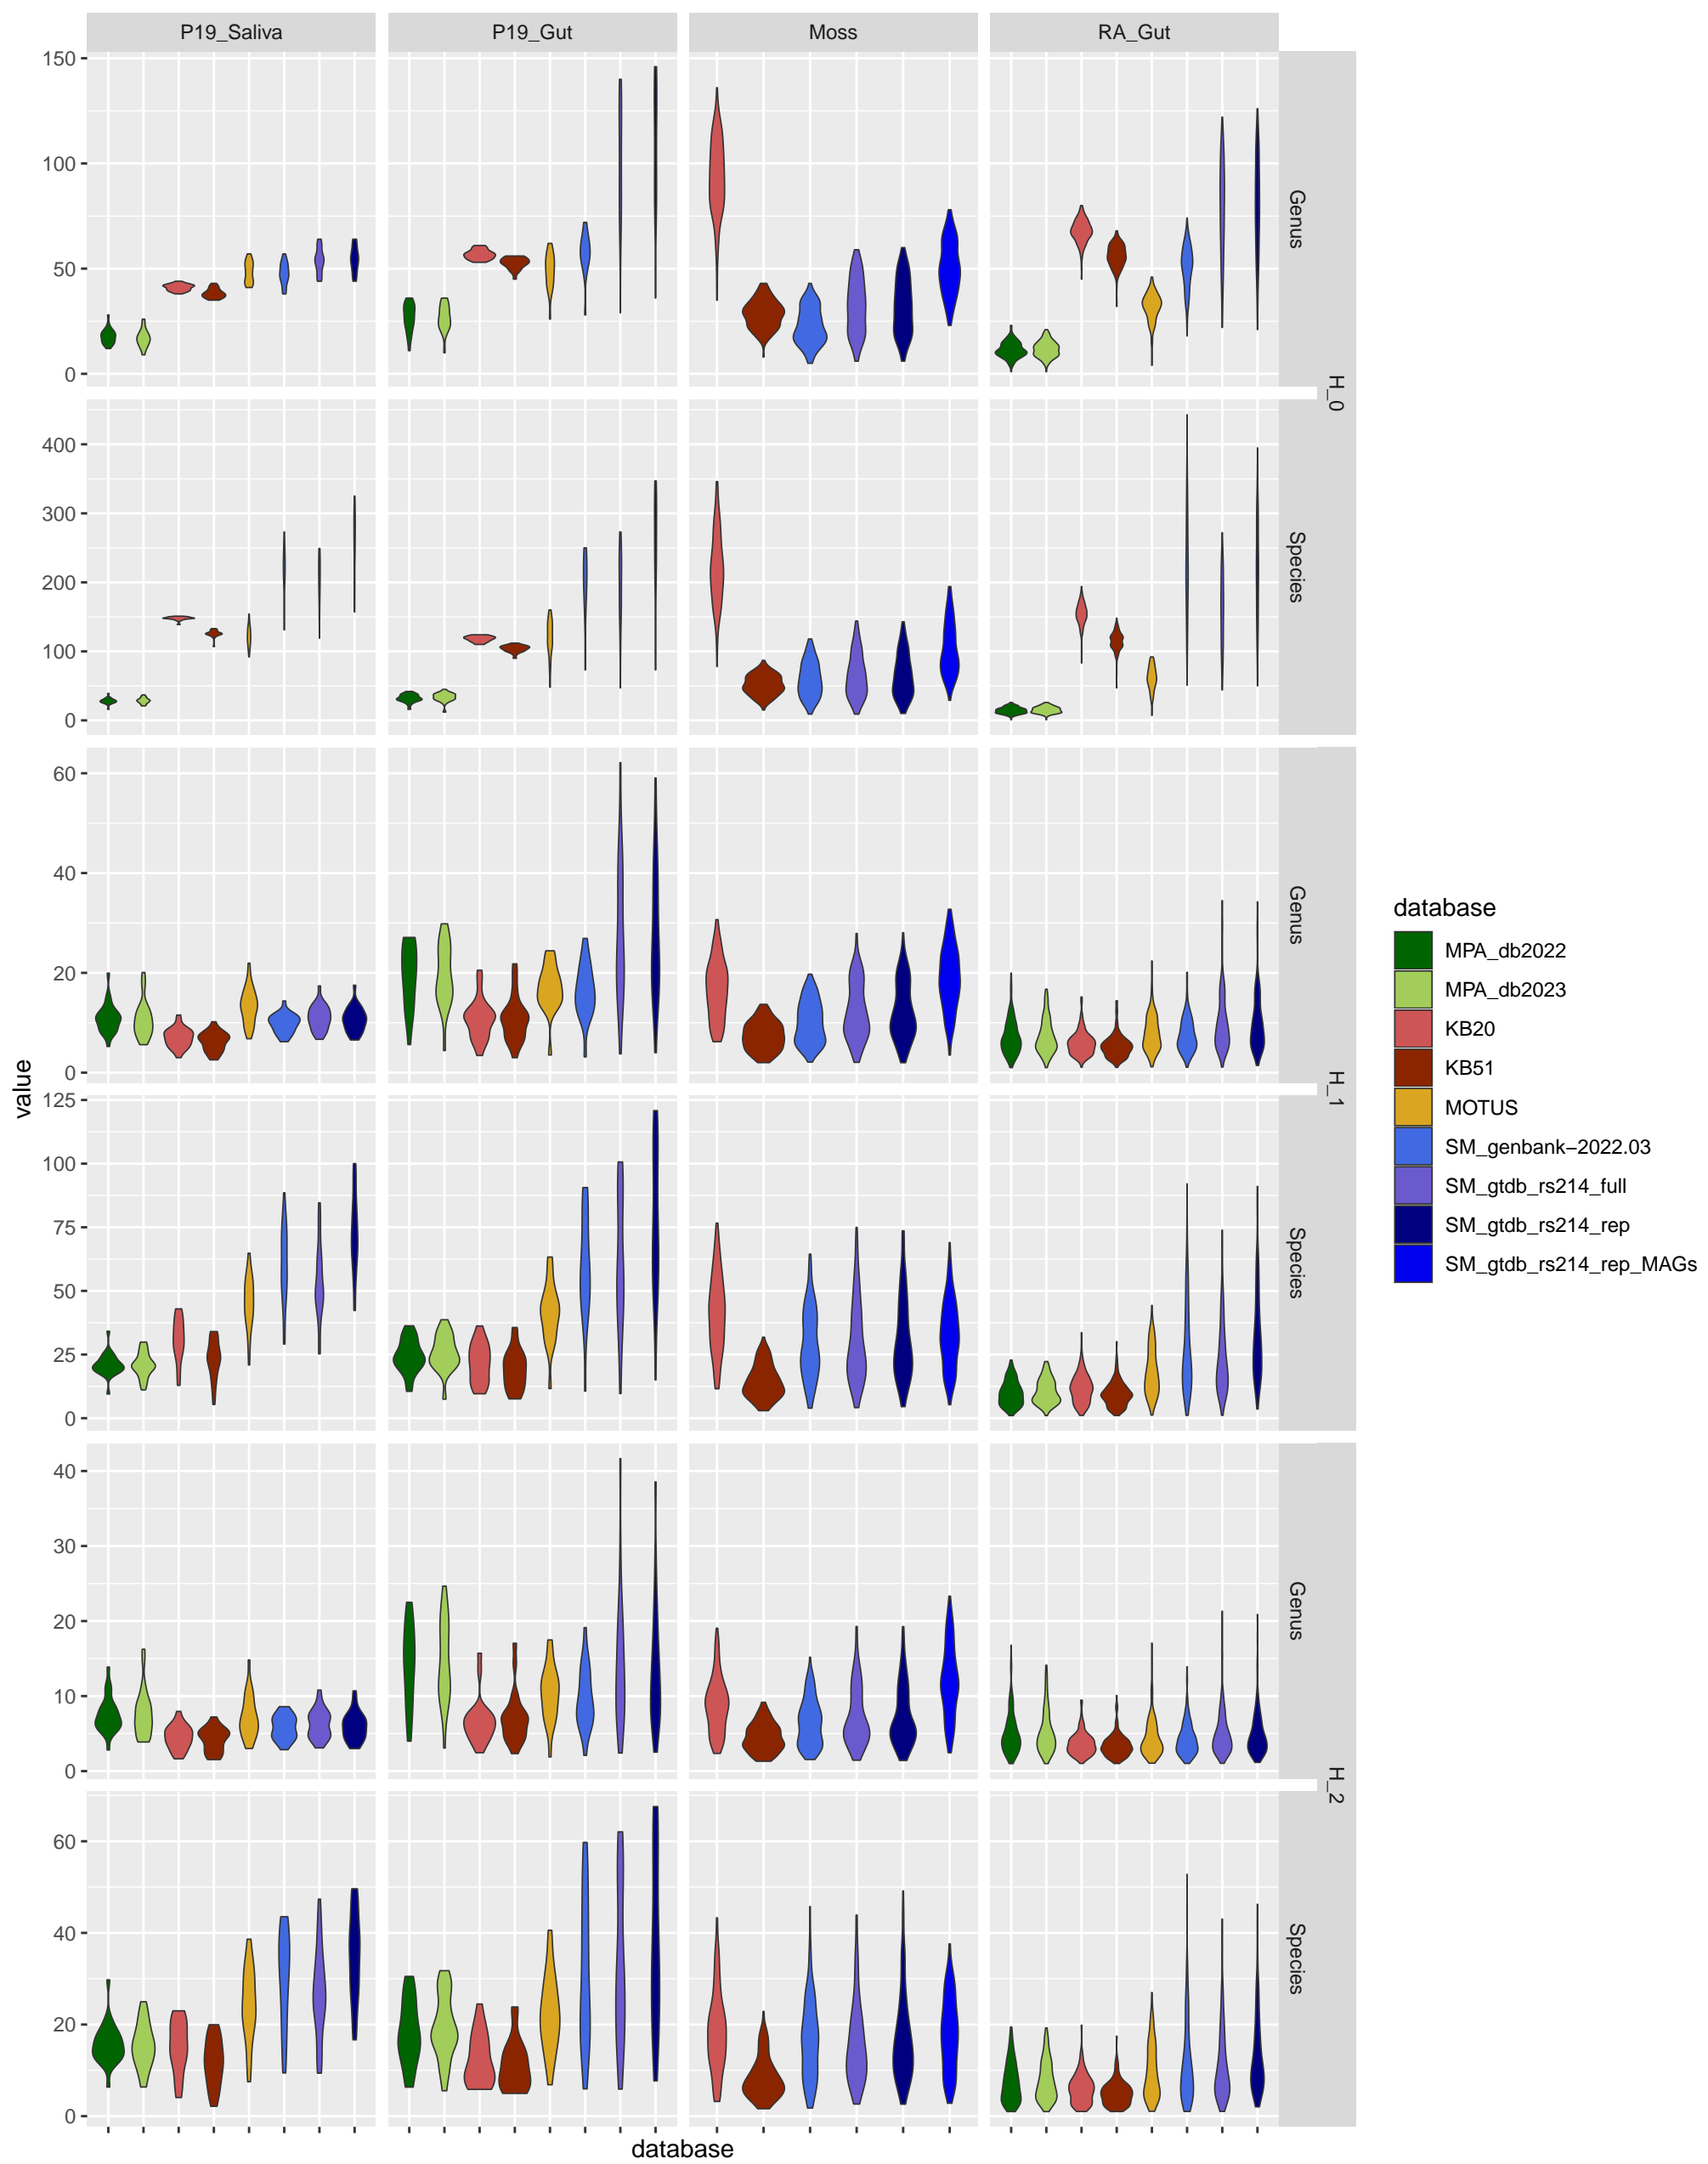 P19_Saliva P19_Gut Moss RA_Gut
150
100
50
0
Genus
H_0
400
300
200
100
0
Species
60
40
20
0
Genus
H_1
value
125
100
75
50
25
0
Species
40
30
20
10
0
Genus
H_2
60
40
20
0
Species
database
database
MPA_db2022
MPA_db2023
KB20
KB51
MOTUS
SM_genbank−2022.03
SM_gtdb_rs214_full
SM_gtdb_rs214_rep
SM_gtdb_rs214_rep_MAGs